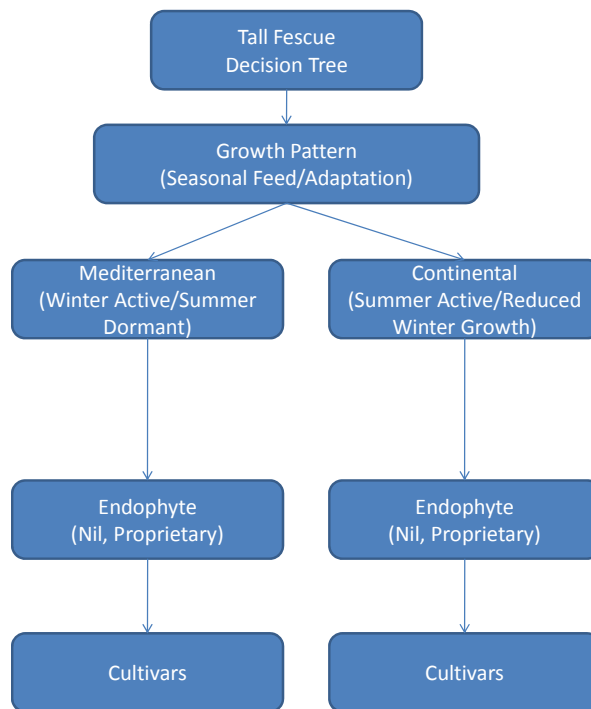 Tall Fescue
Decision Tree
Growth Pattern
(Seasonal Feed/Adaptation)
Mediterranean
(Winter Active/Summer
Dormant)
Continental
(Summer Active/Reduced
Winter Growth)
Endophyte
(Nil, Proprietary)
Endophyte
(Nil, Proprietary)
Cultivars
Cultivars